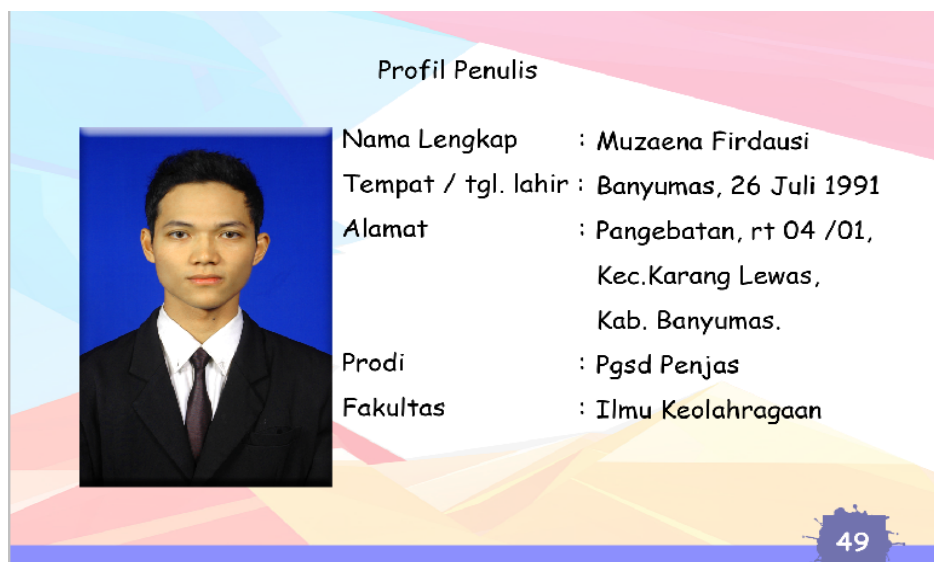 Profil Penulis
Nama Lengkap : Muzaena Firdausi
Tempat / tgl. lahir : Banyumas, 26 Juli 1991
Alamat : Pangebatan, rt 04 /01,
Kec.Karang Lewas,
Kab. Banyumas.
Prodi : Pgsd Penjas
Fakultas : Ilmu Keolahragaan
49